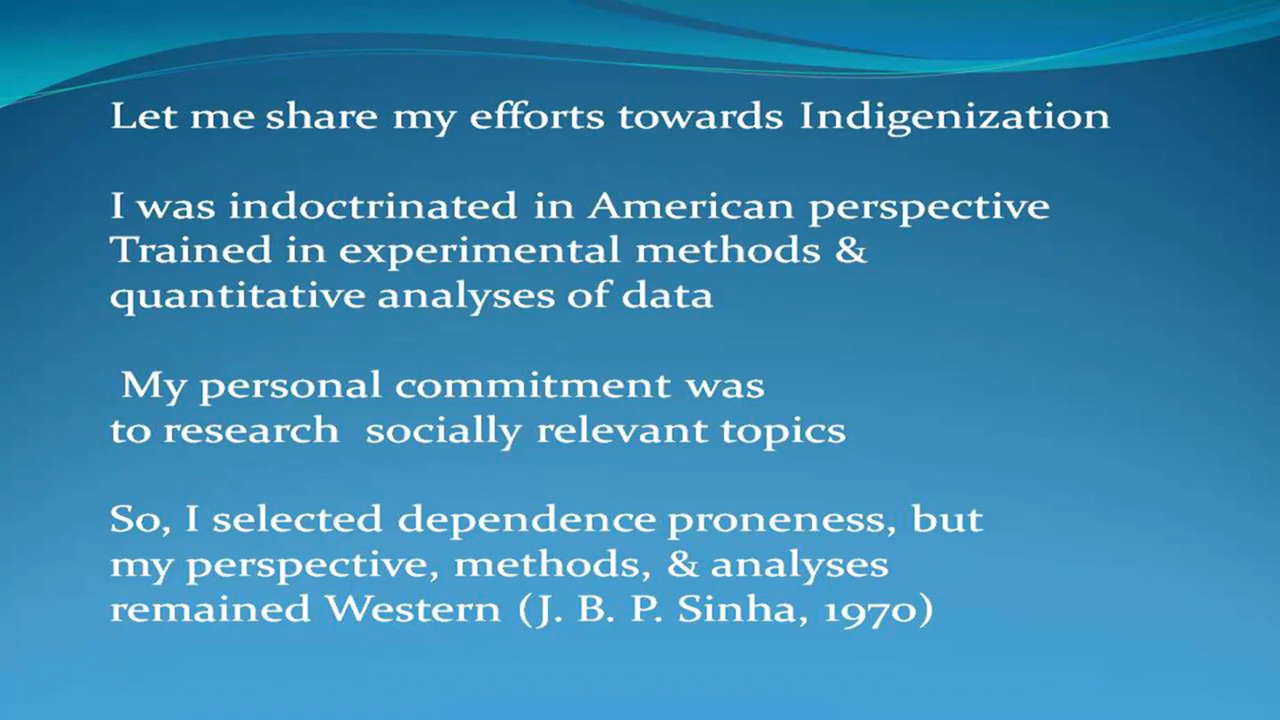 Let me share my efforts towards Indigenization
I was indoctrinated in American perspective
Trained in experimental methods &
quantitative analyses of data
My personal commitment was
to research socially relevant topics
So, I selected dependence proneness, but
my perspective, methods, & analyses
remained Western (J. B. P. Sinha, 1970)